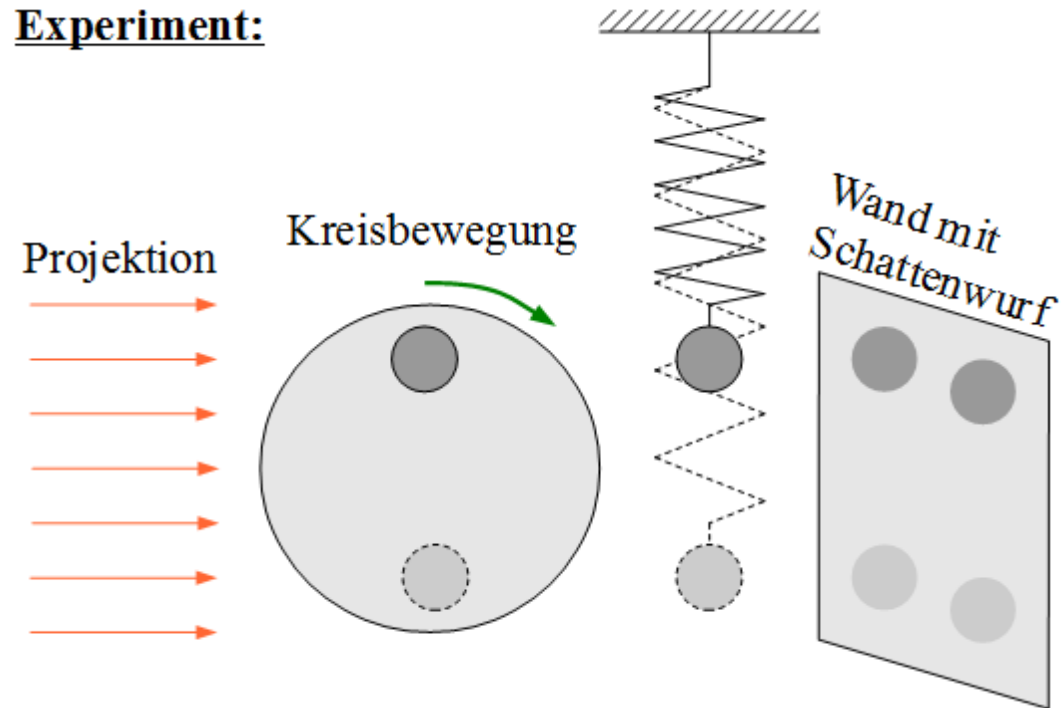 Experiment:
Projektion
Kreisbewegung
Wand mit
Schattenwurf